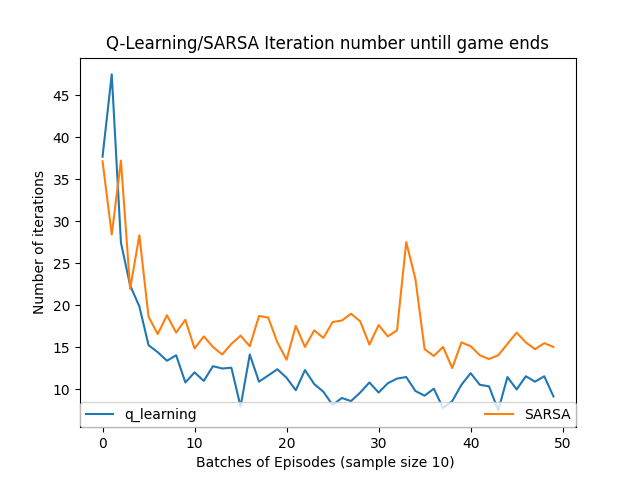 Q-Learning/SARSA Iteration number untill game ends
Number of iterations
45
40
35
30
25
20
15
10
q_learning
SARSA
0
10
20
30
40
50
Batches of Episodes (sample size 10)